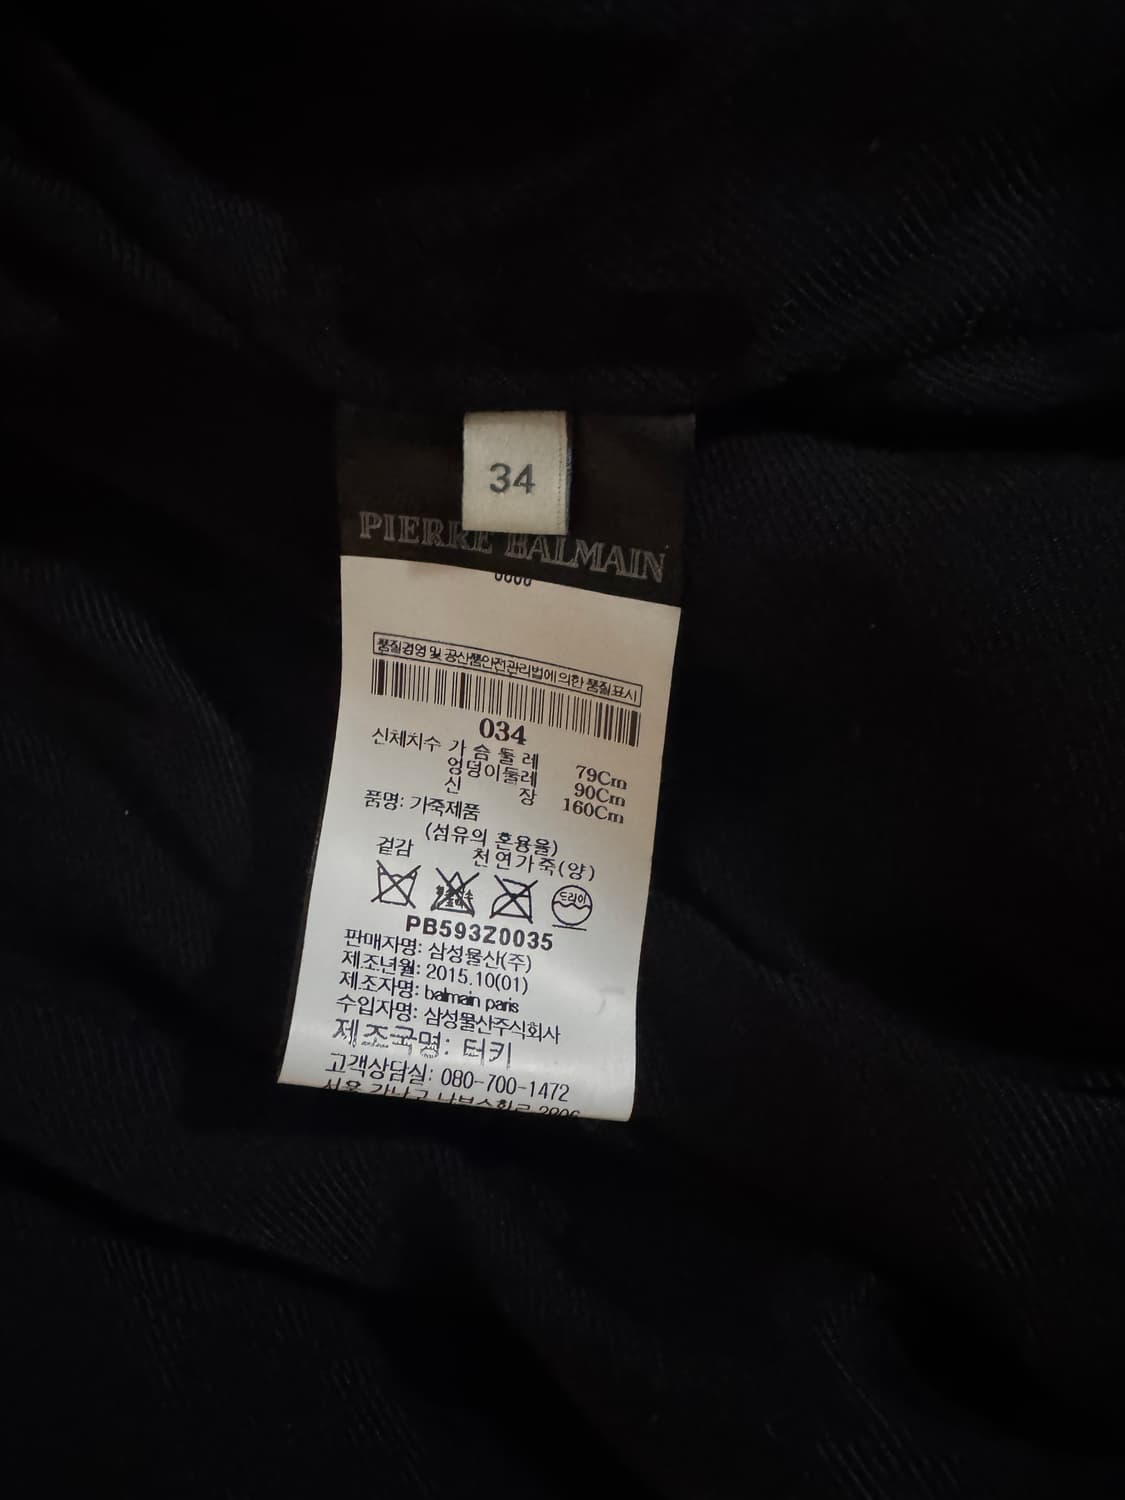 34
PIERRE BALMAIN
0000
품질경영 및 공산품안전관리법에 의한 품질표시
034
신체치수 가 슴 둘 레 79Cm
엉덩이둘레 90Cm
신 장 160Cm
품명: 가죽제품
(섬유의 혼용율)
겉감 천연가죽(양)
드라이
PB593Z0035
판매자명: 삼성물산(주)
제조년월: 2015.10(01)
제조자명: balmain paris
수입자명: 삼성물산주식회사
제조국명: 터키
고객상담실: 080-700-1472